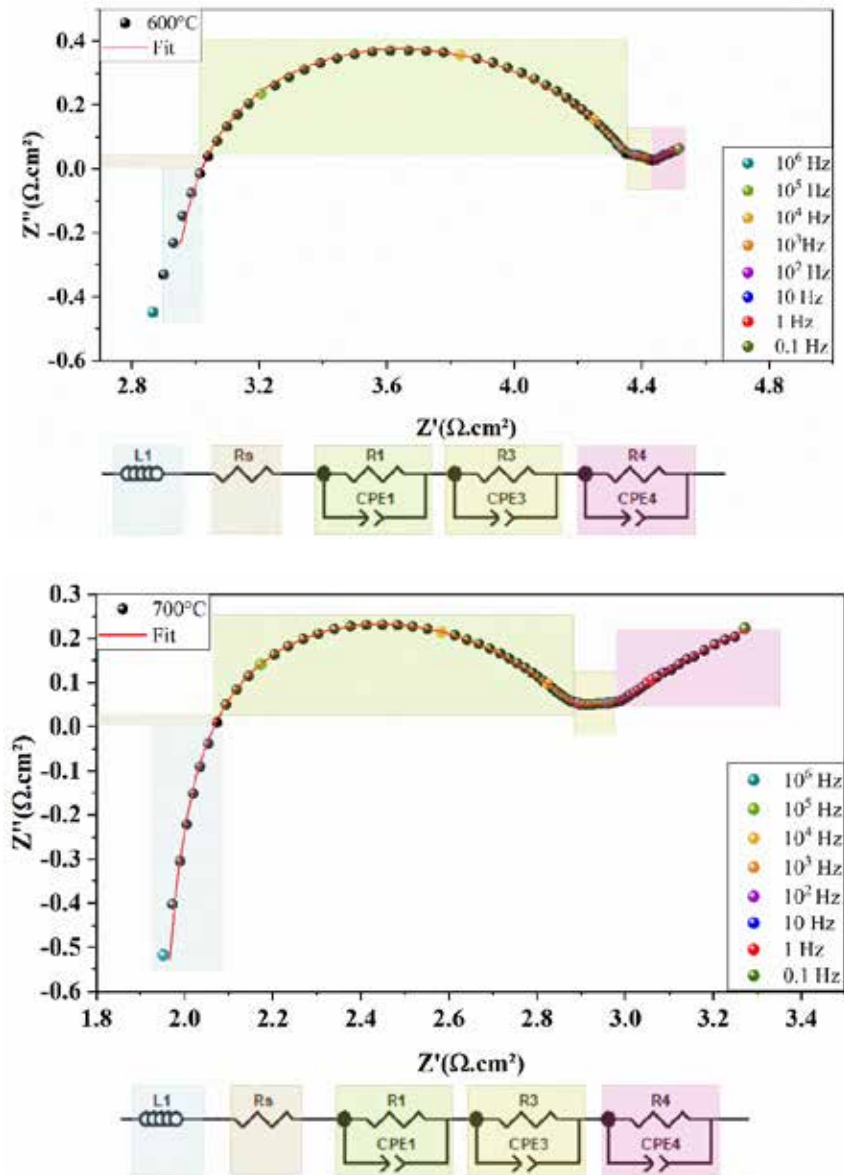 600°C
Fit
0.4
0.2
0.0
-0.2
-0.4
-0.6
Z''(Ω.cm²)
10⁶ Hz
10⁵ Hz
10⁴ Hz
10³Hz
10² Hz
10 Hz
1 Hz
0.1 Hz
2.8 3.2 3.6 4.0 4.4 4.8
Z'(Ω.cm²)
L1 Rs R1 R3 R4
CPE1 CPE3 CPE4
700°C
Fit
0.3
0.2
0.1
0.0
-0.1
-0.2
-0.3
-0.4
-0.5
-0.6
Z''(Ω.cm²)
10⁶ Hz
10⁵ Hz
10⁴ Hz
10³ Hz
10² Hz
10 Hz
1 Hz
0.1 Hz
1.8 2.0 2.2 2.4 2.6 2.8 3.0 3.2 3.4
Z'(Ω.cm²)
L1 Rs R1 R3 R4
CPE1 CPE3 CPE4